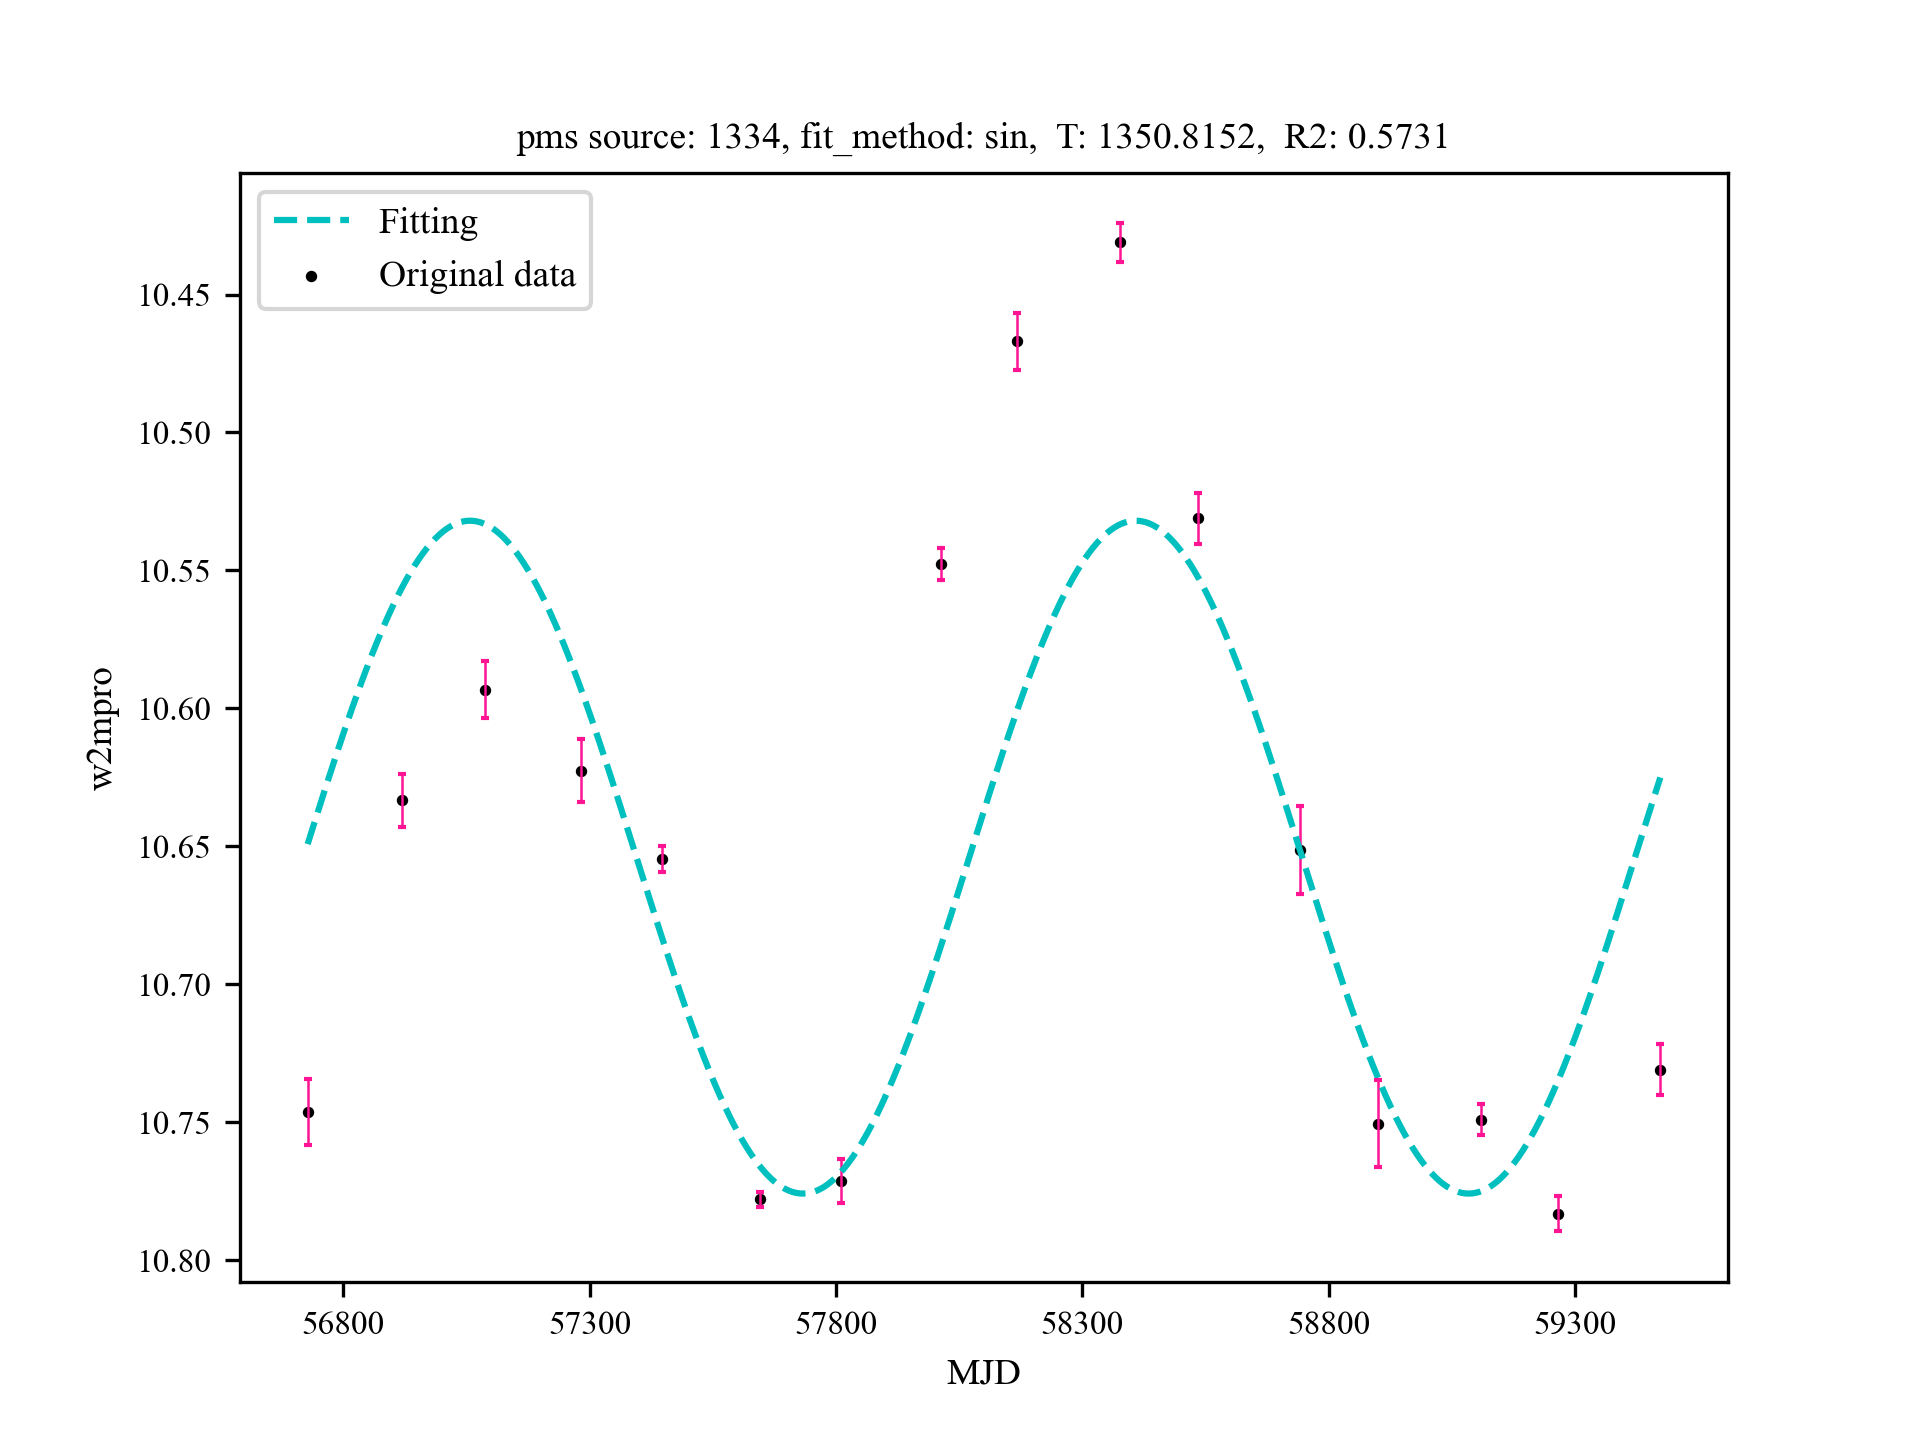 pms source: 1334, fit_method: sin,  T: 1350.8152,  R2: 0.5731
Fitting
Original data
10.45
10.50
10.55
10.60
10.65
10.70
10.75
10.80
w2mpro
56800 57300 57800 58300 58800 59300
MJD